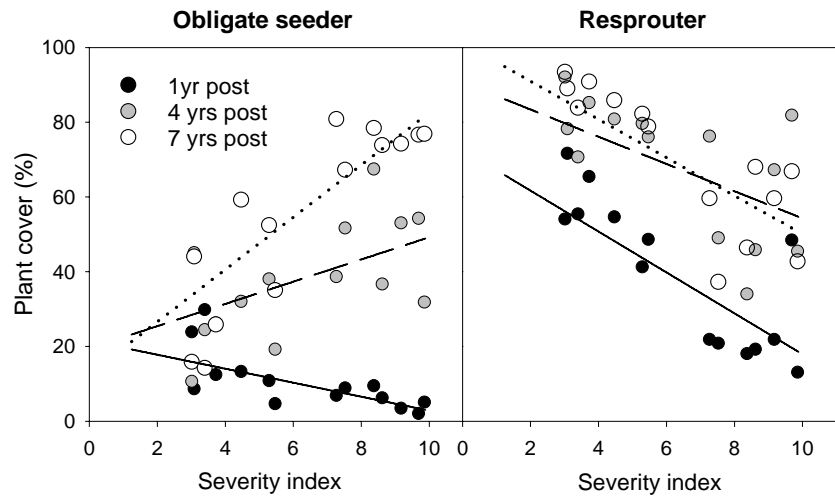 Obligate seeder
Resprouter
1yr post
4 yrs post
7 yrs post
Plant cover (%)
100
80
60
40
20
0
0 2 4 6 8 10
2 4 6 8 10
Severity index
Severity index